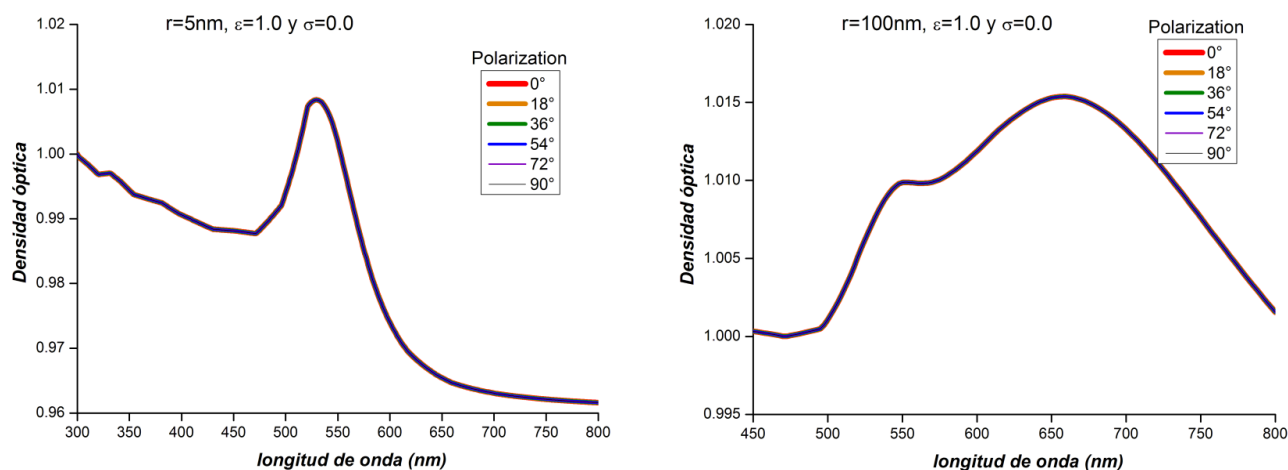 r=5nm, ε=1.0 y σ=0.0
1.02
1.01
1.00
0.99
0.98
0.97
0.96
Densidad óptica
Polarization
0°
18°
36°
54°
72°
90°
300 350 400 450 500 550 600 650 700 750 800
longitud de onda (nm)
r=100nm, ε=1.0 y σ=0.0
1.020
1.015
1.010
1.005
1.000
0.995
Densidad óptica
Polarization
0°
18°
36°
54°
72°
90°
450 500 550 600 650 700 750 800
longitud de onda (nm)